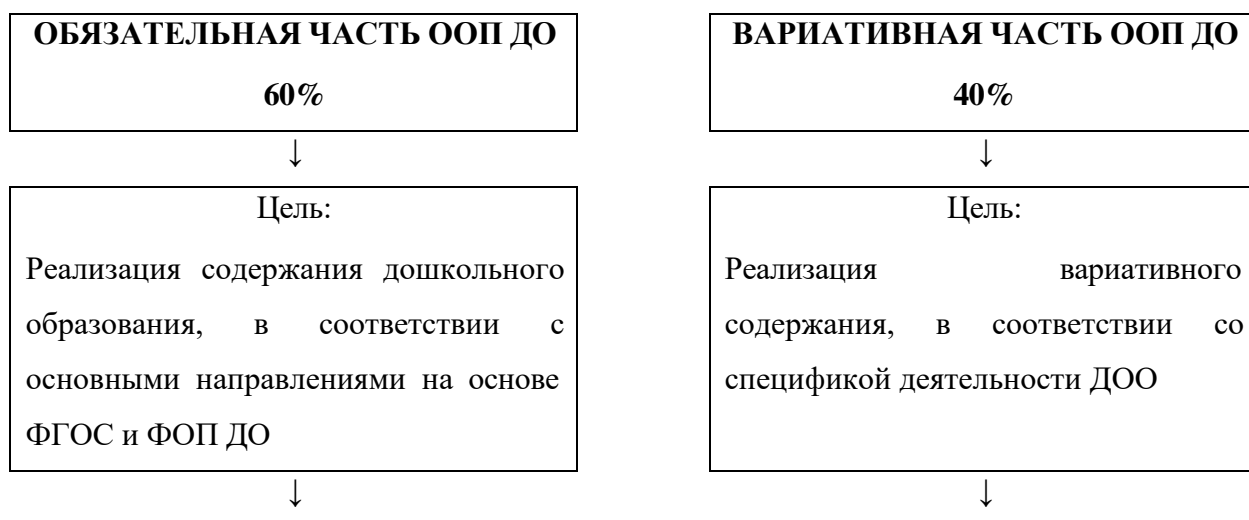 ОБЯЗАТЕЛЬНАЯ ЧАСТЬ ООП ДО
60%
↓
Цель:
Реализация содержания дошкольного
образования, в соответствии с
основными направлениями на основе
ФГОС и ФОП ДО
↓
ВАРИАТИВНАЯ ЧАСТЬ ООП ДО
40%
↓
Цель:
Реализация вариативного
содержания, в соответствии со
спецификой деятельности ДОО
↓